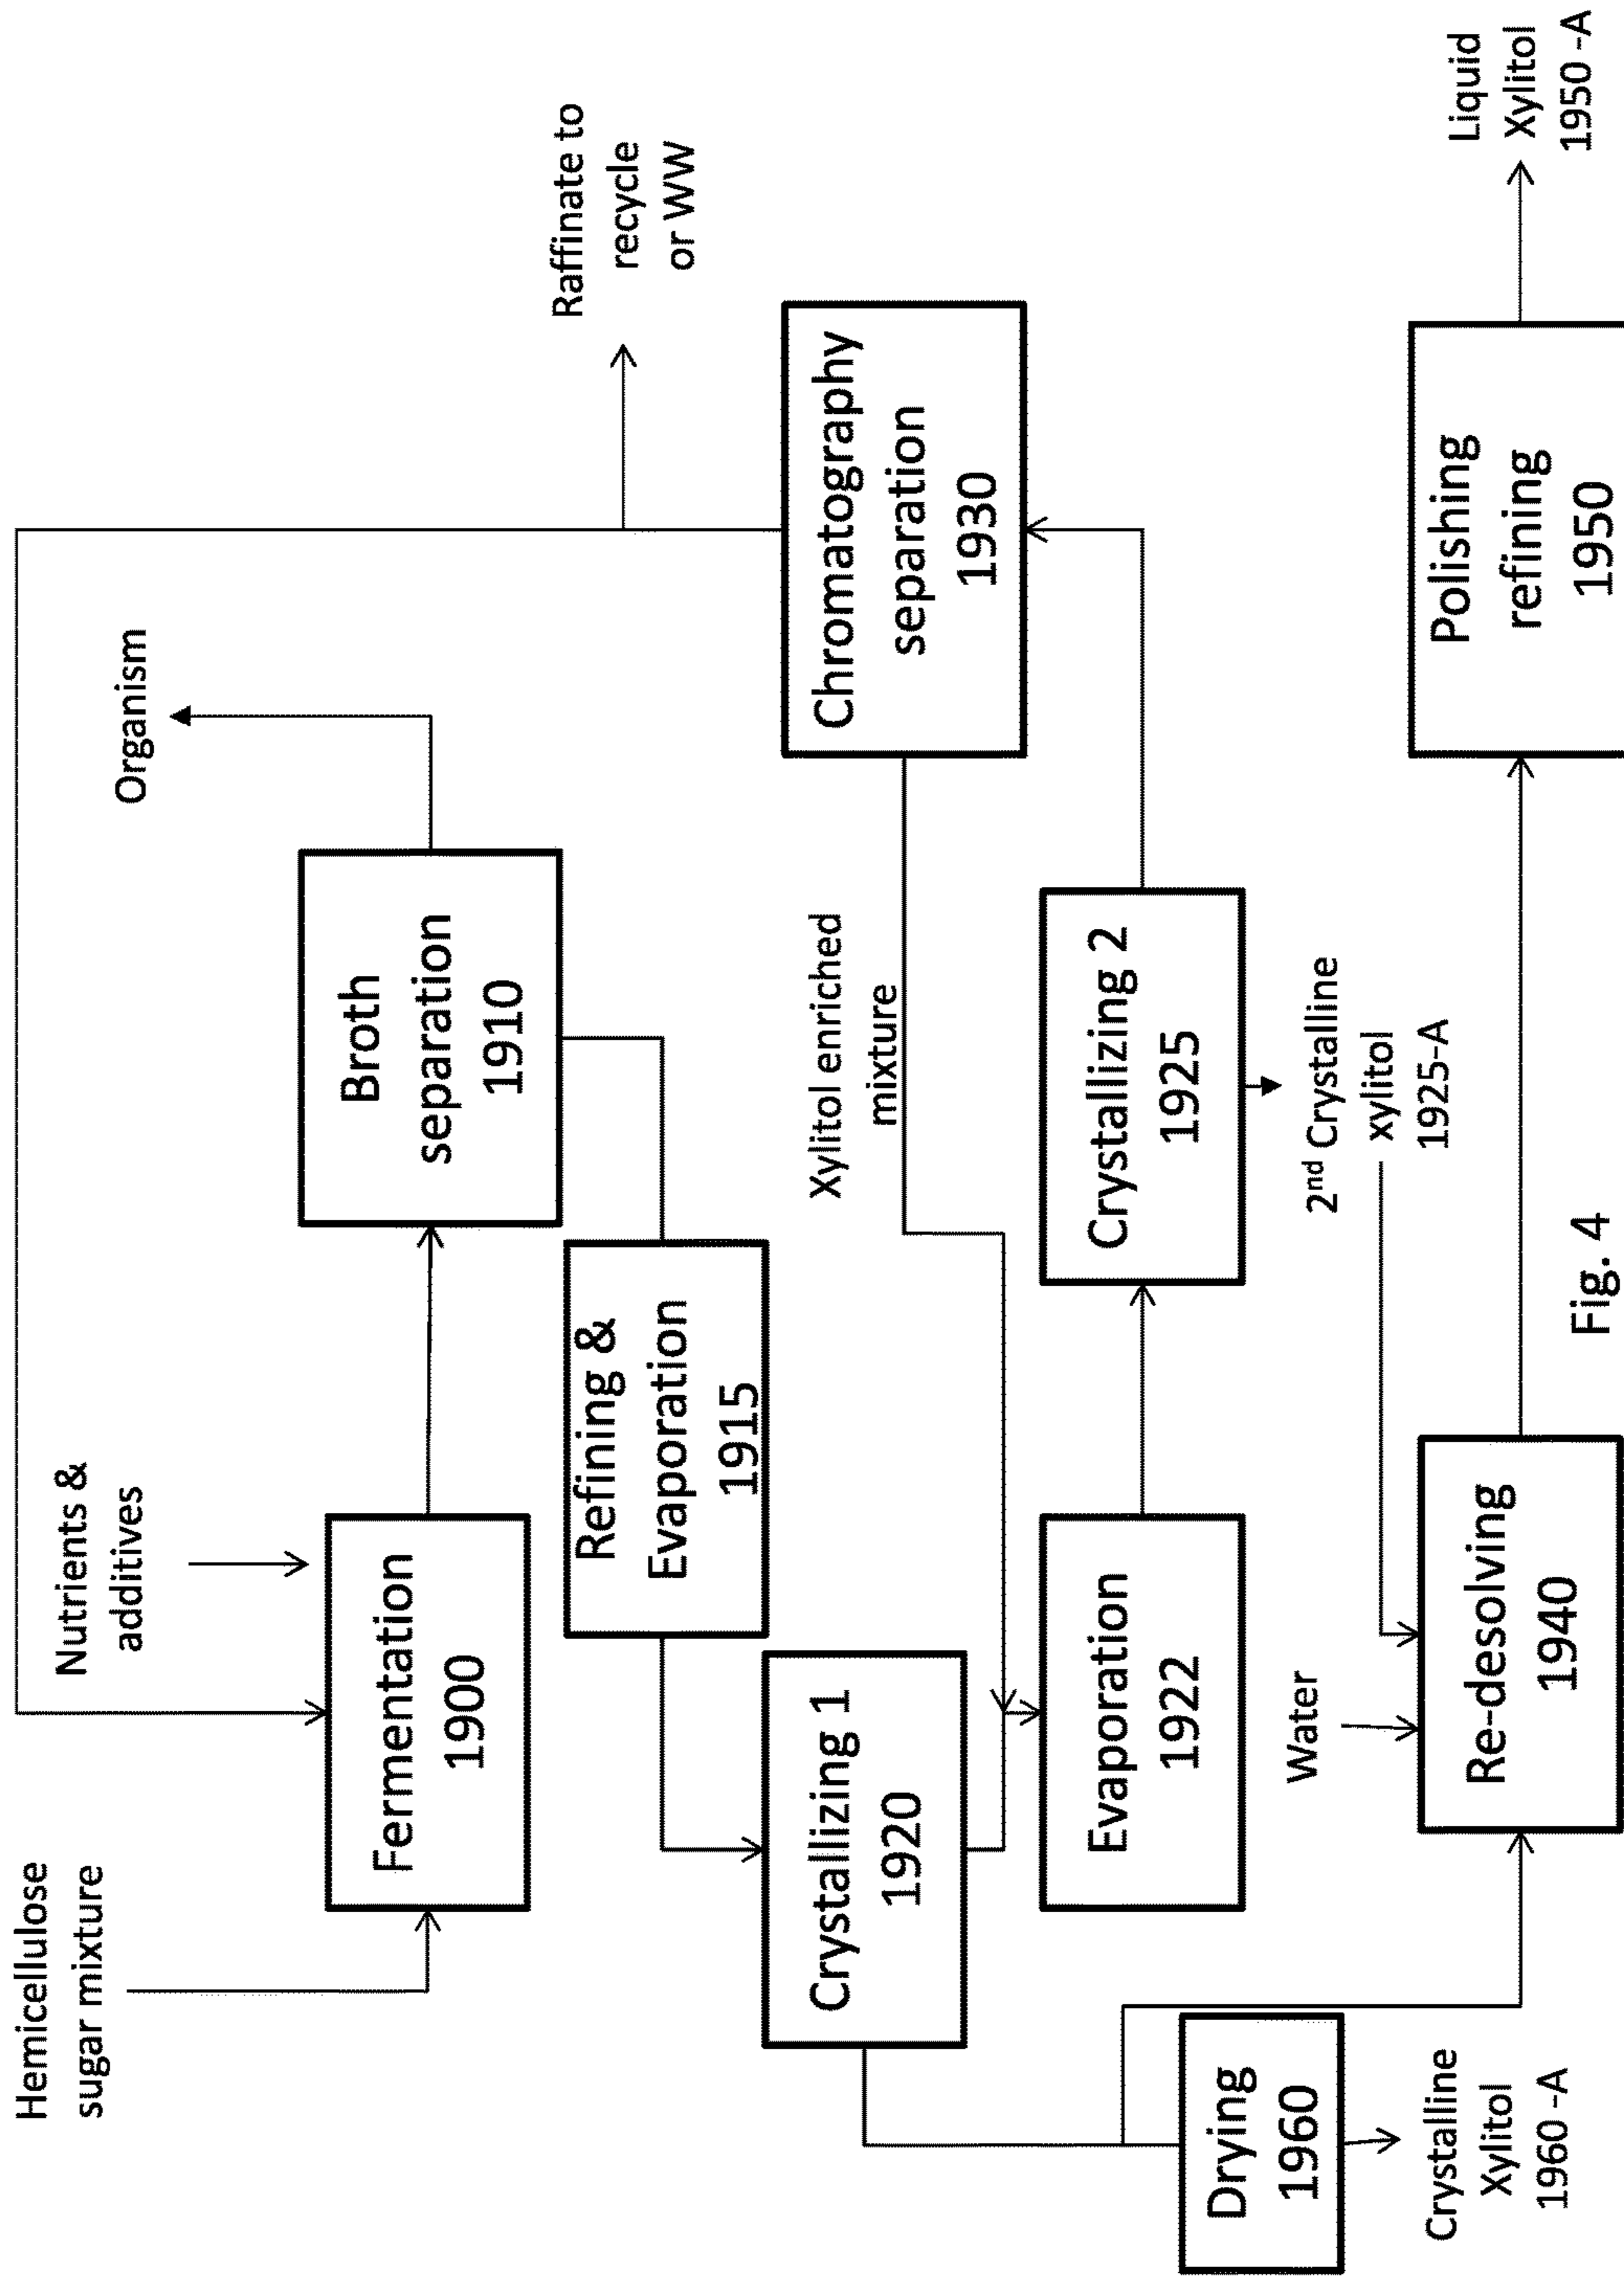 Hemicellulose
sugar mixture
Nutrients &
additives
Organism
Raffinate to
recycle
or WW
Fermentation
1900
Broth
separation
1910
Refining &
Evaporation
1915
Crystallizing 1
1920
Xylitol enriched
mixture
Chromatography
separation
1930
Evaporation
1922
Crystallizing 2
1925
2nd Crystalline
xylitol
1925-A
Drying
1960
Crystalline
Xylitol
1960 -A
Water
Re-desolving
1940
Polishing
refining
1950
Liquid
Xylitol
1950 -A
Fig. 4